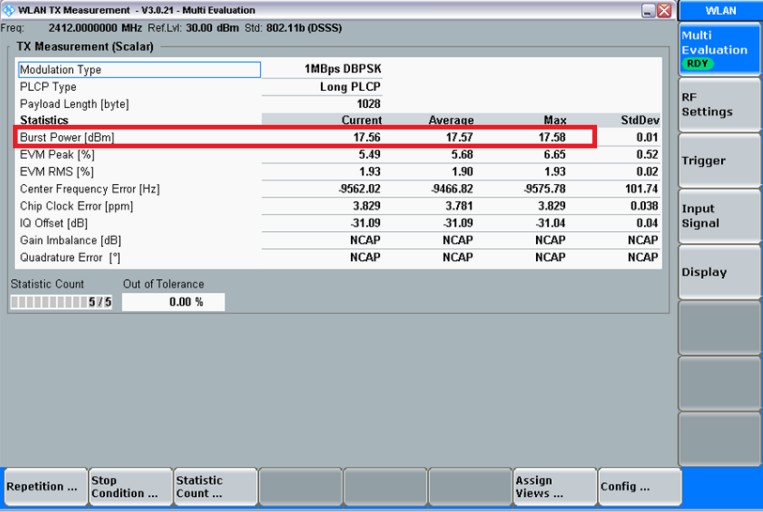 WLAN TX Measurement - V3.0.21 - Multi Evaluation
WLAN
Freq: 2412.0000000 MHz Ref.Lvl: 30.00 dBm Std: 802.11b (DSSS)
TX Measurement (Scalar)
Modulation Type 1MBps DBPSK
PLCP Type Long PLCP
Payload Length [byte] 1028
Statistics Current Average Max StdDev
Burst Power [dBm] 17.56 17.57 17.58 0.01
EVM Peak [%] 5.49 5.68 6.65 0.52
EVM RMS [%] 1.93 1.90 1.93 0.02
Center Frequency Error [Hz] -9562.02 -9466.82 -9575.78 101.74
Chip Clock Error [ppm] 3.829 3.781 3.829 0.038
IQ Offset [dB] -31.09 -31.09 -31.04 0.04
Gain Imbalance [dB] NCAP NCAP NCAP NCAP
Quadrature Error [°] NCAP NCAP NCAP NCAP
Statistic Count Out of Tolerance
5 / 5 0.00 %
Multi
Evaluation
RDY
RF
Settings
Trigger
Input
Signal
Display
Repetition ...
Stop
Condition ...
Statistic
Count ...
Assign
Views ...
Config ...